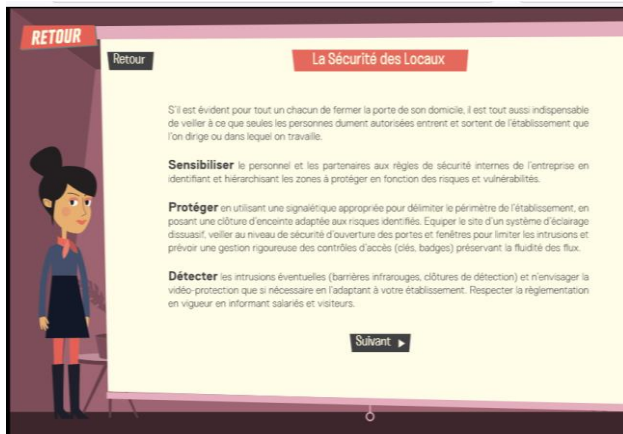 RETOUR
Retour
La Sécurité des Locaux
S'il est évident pour tout un chacun de fermer la porte de son domicile, il est tout aussi indispensable
de veiller à ce que seules les personnes dument autorisées entrent et sortent de l'établissement que
l'on dirige ou dans lequel on travaille.
Sensibiliser le personnel et les partenaires aux règles de sécurité internes de l'entreprise en
identifiant et hiérarchisant les zones à protéger en fonction des risques et vulnérabilités.
Protéger en utilisant une signalétique appropriée pour délimiter le périmètre de l'établissement, en
posant une clôture d'enceinte adaptée aux risques identifiés. Equiper le site d'un système d'éclairage
dissuasif, veiller au niveau de sécurité d'ouverture des portes et fenêtres pour limiter les intrusions et
prévoir une gestion rigoureuse des contrôles d'accès (clés, badges) préservant la fluidité des flux.
Détecter les intrusions éventuelles (barrières infrarouges, clôtures de détection) et n'envisager la
vidéo-protection que si nécessaire en l'adaptant à votre établissement. Respecter la règlementation
en vigueur en informant salariés et visiteurs.
Suivant